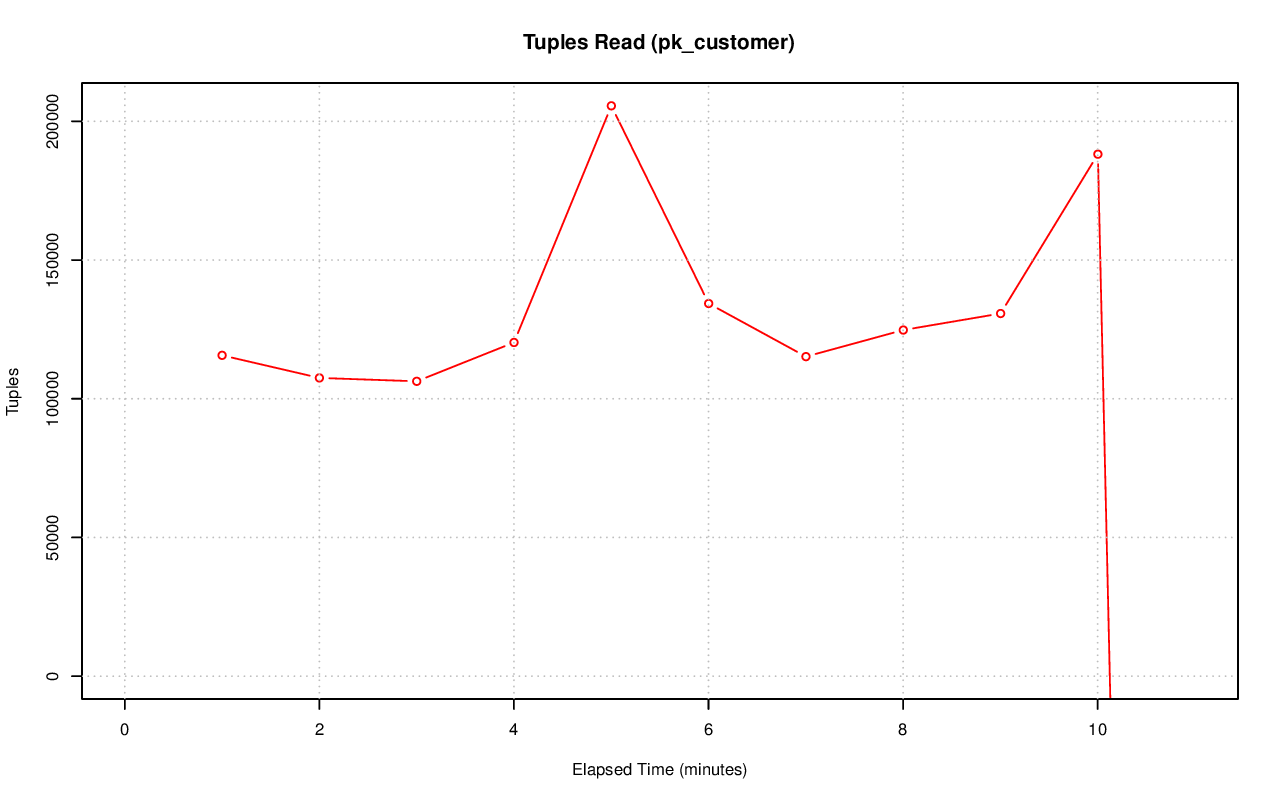 Tuples Read (pk_customer)
Tuples
200000
150000
100000
50000
0
0 2 4 6 8 10
Elapsed Time (minutes)